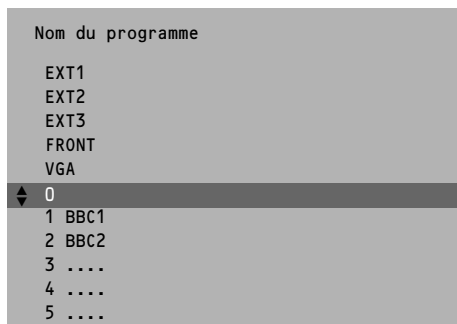 Nom du programme
EXT1
EXT2
EXT3
FRONT
VGA
0
1 BBC1
2 BBC2
3 ....
4 ....
5 ....